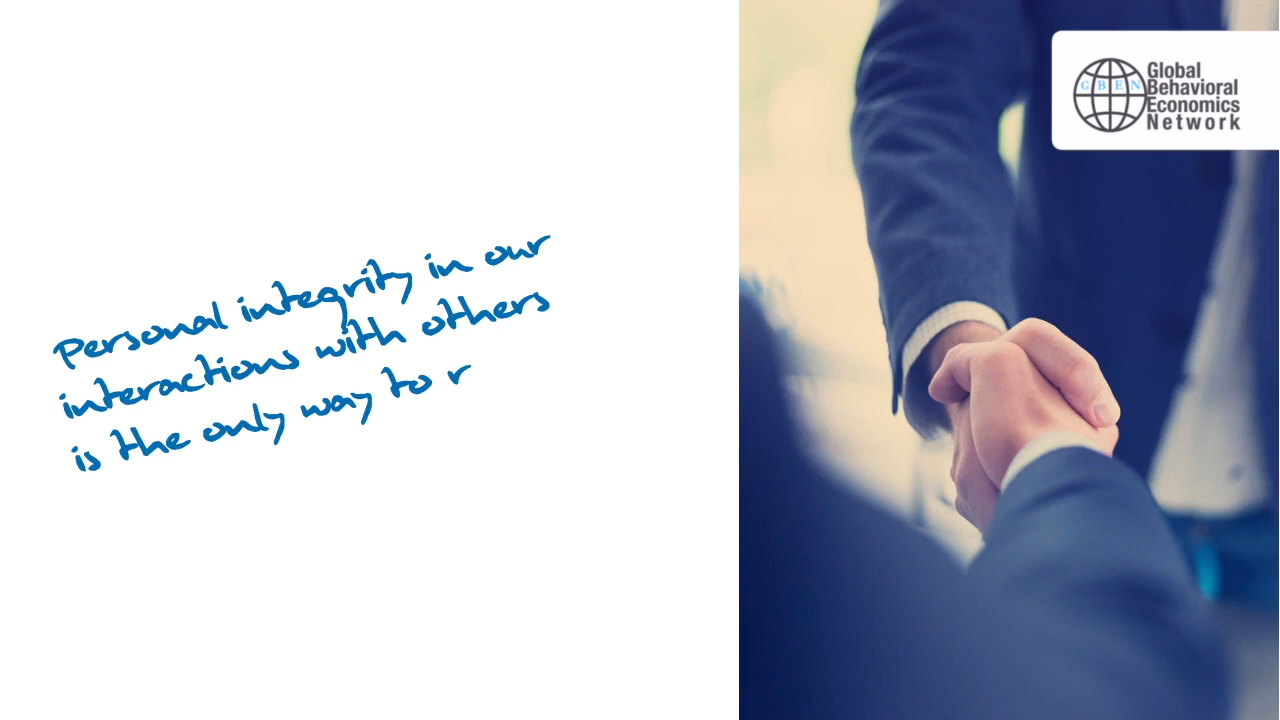 Personal integrity in our
interactions with others
is the only way to r
G B E N
Global
Behavioral
Economics
Network